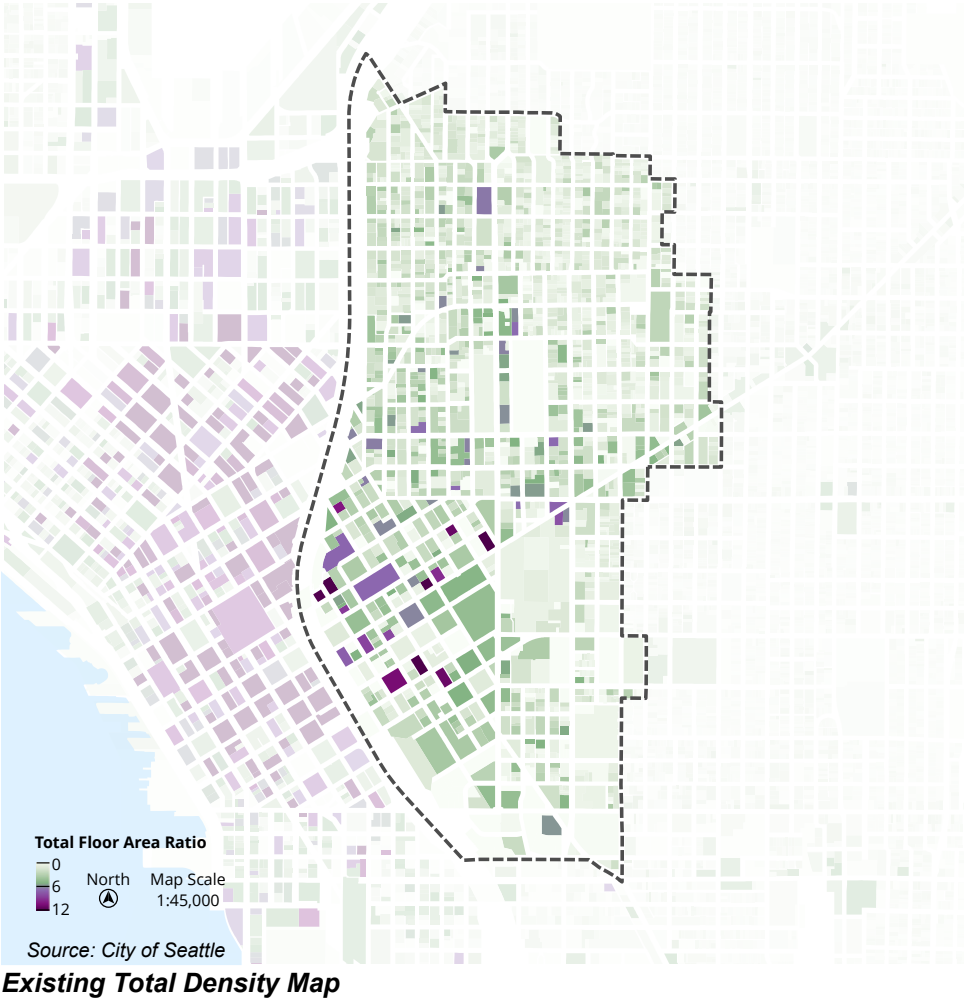 Total Floor Area Ratio
0
6
12
North
Map Scale
1:45,000
Source: City of Seattle
Existing Total Density Map